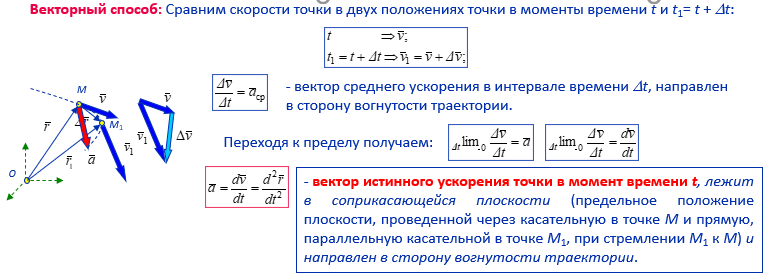 Векторный способ: Сравним скорости точки в двух положениях точки в моменты времени t и t₁= t + Δt:
t ⇒ v̅;
t₁ = t + Δt ⇒ v̅₁ = v̅ + Δv̅;
Δv̅/Δt = a̅ср
- вектор среднего ускорения в интервале времени Δt, направлен
в сторону вогнутости траектории.
M
v̅
v̅
M₁
r̅
v̅₁
Δv̅
r̅₁
a̅
v̅₁
O
Переходя к пределу получаем:
Δt lim→0 Δv̅/Δt = a̅
Δt lim→0 Δv̅/Δt = dv̅/dt
a̅ = dv̅/dt = d²r̅/dt²
- вектор истинного ускорения точки в момент времени t, лежит
в соприкасающейся плоскости (предельное положение
плоскости, проведенной через касательную в точке M и прямую,
параллельную касательной в точке M₁, при стремлении M₁ к M) и
направлен в сторону вогнутости траектории.